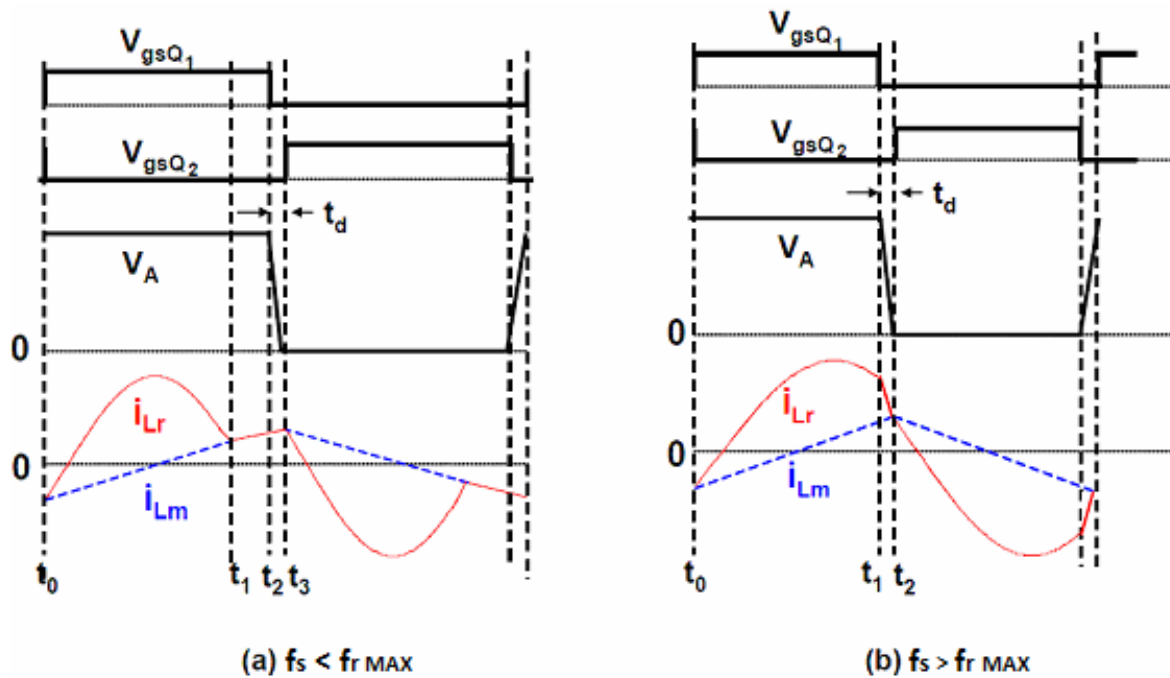 VgsQ1
VgsQ2
td
VA
0
iLr
0
iLm
t0 t1 t2 t3
(a) fs < fr MAX
VgsQ1
VgsQ2
td
VA
0
iLr
0
iLm
t0 t1 t2
(b) fs > fr MAX